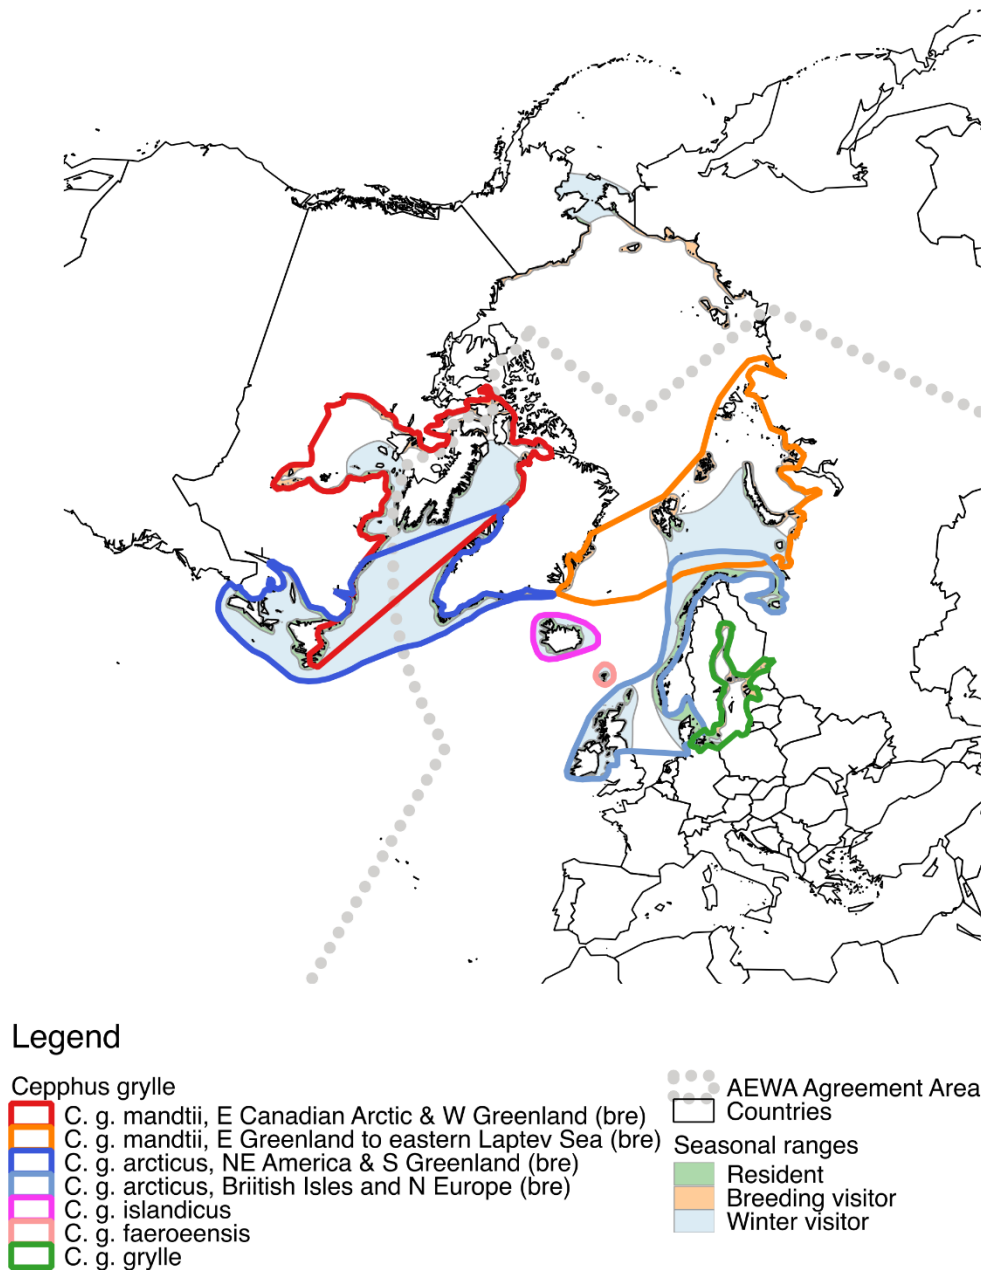 Legend
Cepphus grylle
C. g. mandtii, E Canadian Arctic & W Greenland (bre)
C. g. mandtii, E Greenland to eastern Laptev Sea (bre)
C. g. arcticus, NE America & S Greenland (bre)
C. g. arcticus, Briitish Isles and N Europe (bre)
C. g. islandicus
C. g. faeroeensis
C. g. grylle
AEWA Agreement Area
Countries
Seasonal ranges
Resident
Breeding visitor
Winter visitor